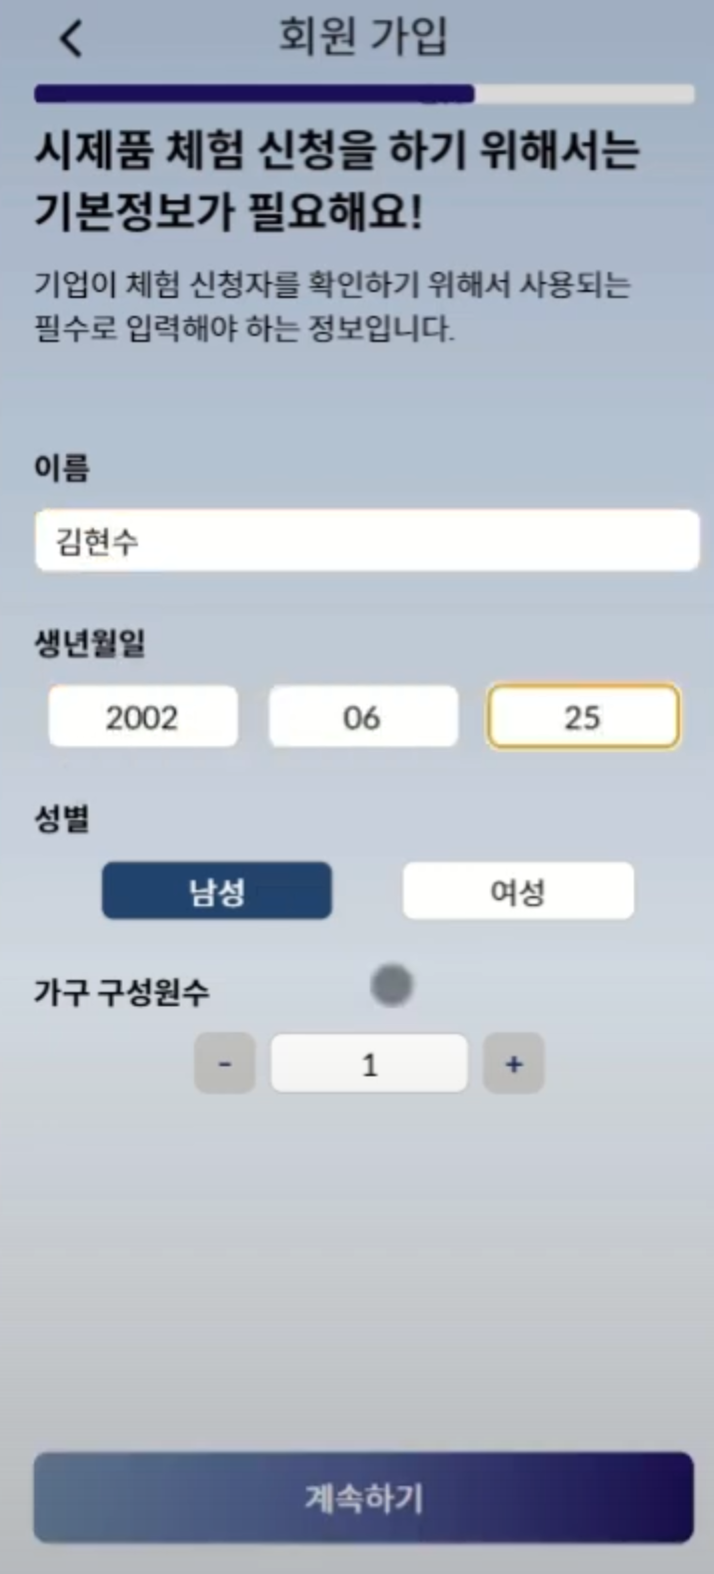 회원 가입
시제품 체험 신청을 하기 위해서는
기본정보가 필요해요!
기업이 체험 신청자를 확인하기 위해서 사용되는
필수로 입력해야 하는 정보입니다.
이름
김현수
생년월일
2002 06 25
성별
남성 여성
가구 구성원수
- 1 +
계속하기